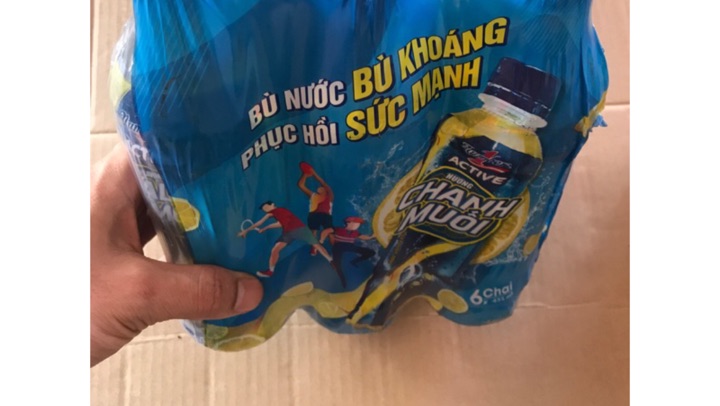 BÙ NƯỚC BÙ KHOÁNG
PHỤC HỒI SỨC MẠNH
ACTIVE
HƯƠNG
CHANH
MUỐI
6 Chai